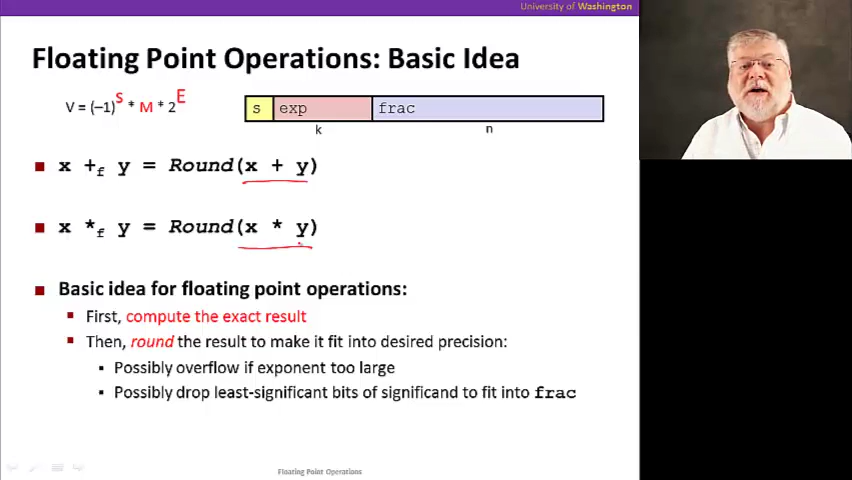 University of Washington
Floating Point Operations: Basic Idea
V = (–1)^S * M * 2^E
s exp frac
k n
x +f y = Round(x + y)
x *f y = Round(x * y)
Basic idea for floating point operations:
First, compute the exact result
Then, round the result to make it fit into desired precision:
Possibly overflow if exponent too large
Possibly drop least-significant bits of significand to fit into frac
Floating Point Operations